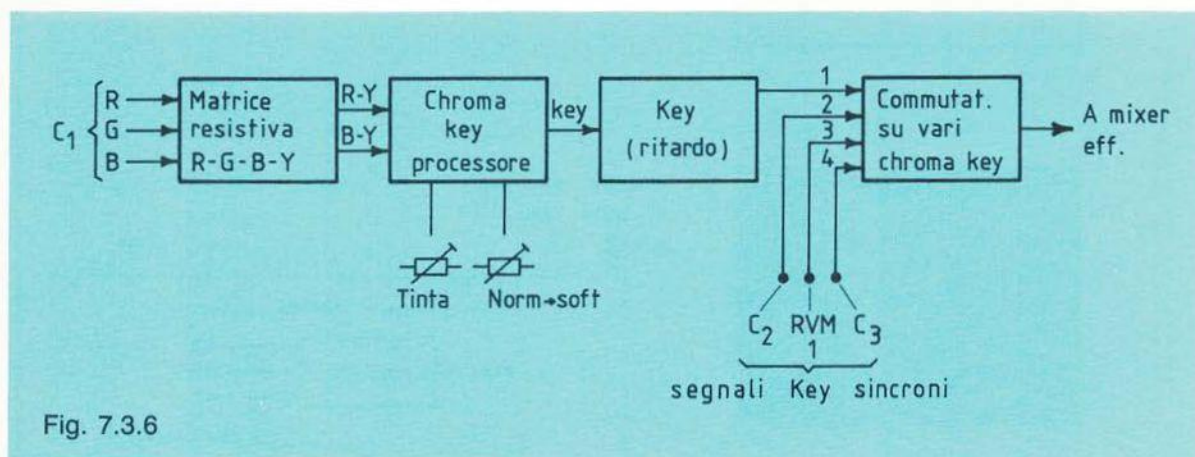 C1 { R
G
B
Matrice
resistiva
R-G-B-Y
R-Y
B-Y
Chroma
key
processore
Tinta
Norm→soft
key
Key
(ritardo)
1
2
3
4
Commutat.
su vari
chroma key
A mixer
eff.
C2 RVM C3
1
segnali Key sincroni
Fig. 7.3.6